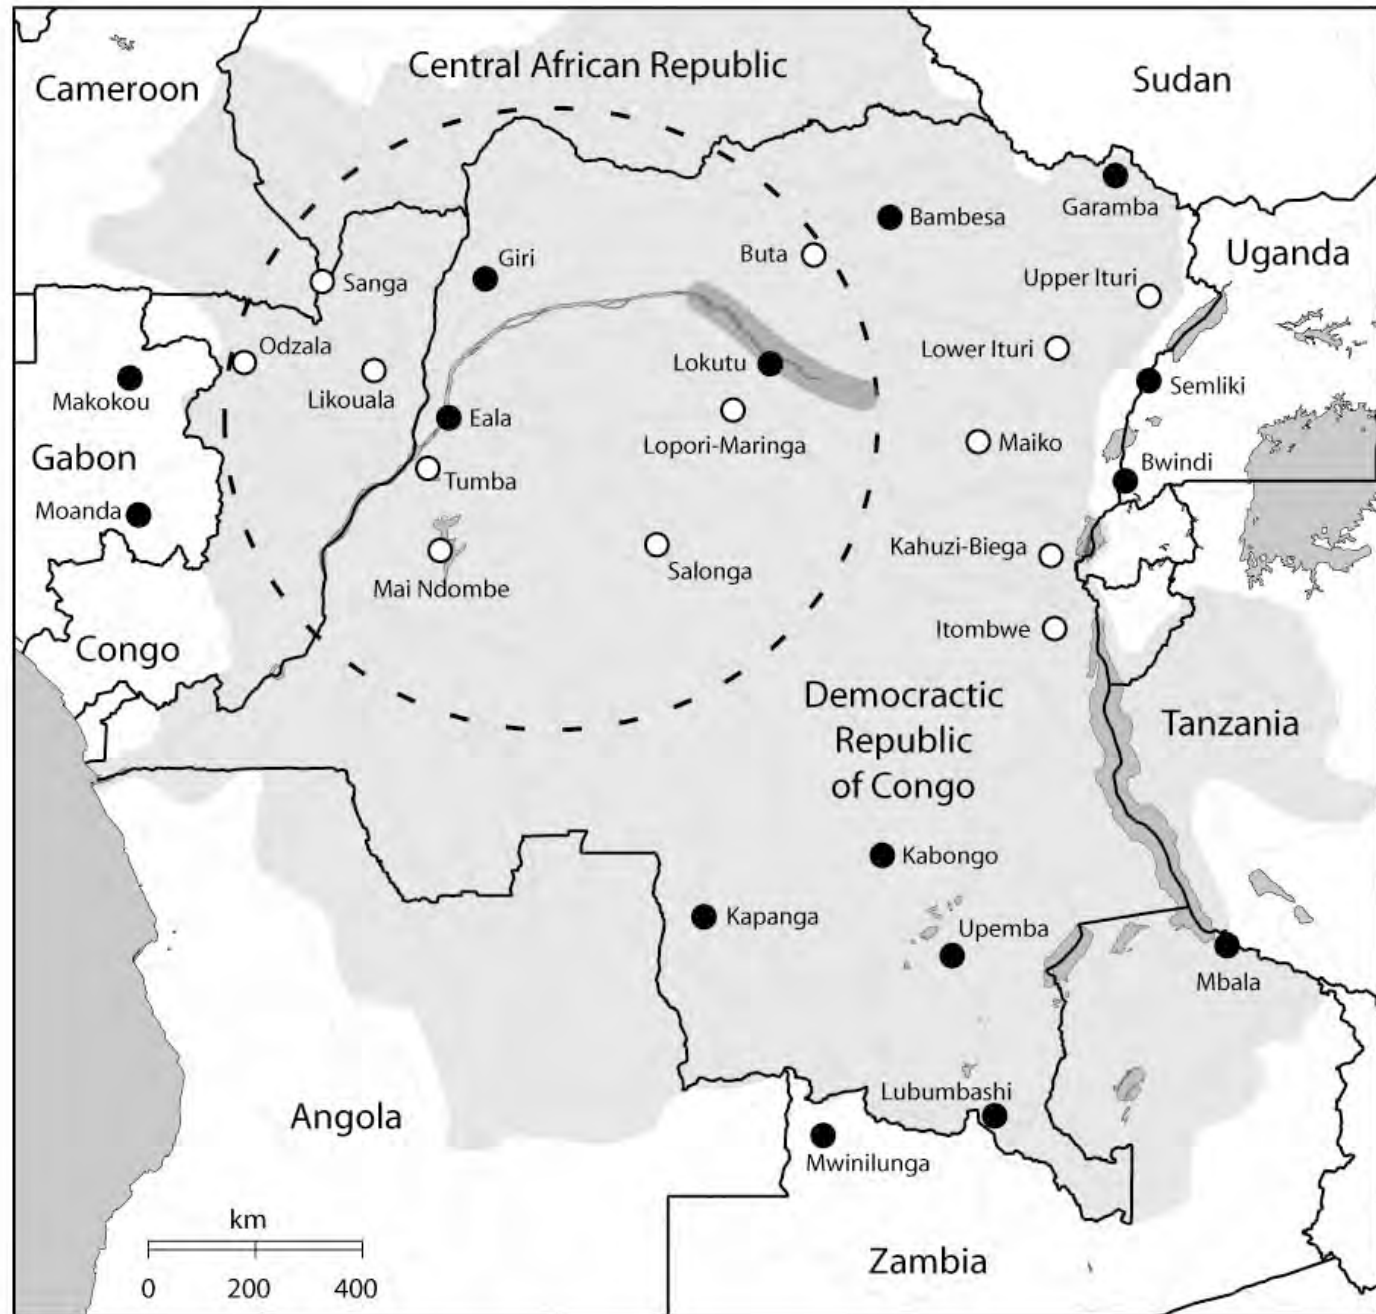 Central African Republic
Sudan
Cameroon
Garamba
Bambesa
Uganda
Buta
Giri
Upper Ituri
Sanga
Odzala
Lower Ituri
Lokutu
Semliki
Makokou
Likouala
Eala
Lopori-Maringa
Maiko
Gabon
Bwindi
Tumba
Moanda
Kahuzi-Biega
Salonga
Mai Ndombe
Itombwe
Congo
Democractic
Republic
of Congo
Tanzania
Kabongo
Kapanga
Upemba
Mbala
Lubumbashi
Angola
Mwinilunga
km
Zambia
0 200 400